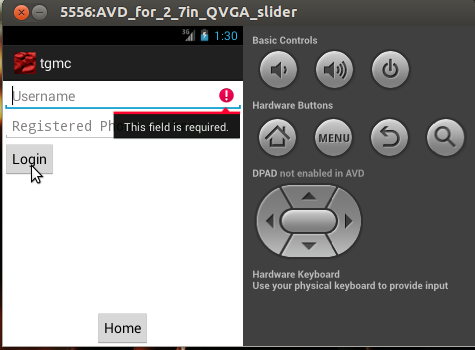 5556:AVD_for_2_7in_QVGA_slider
3G 1:30
tgmc
Username
This field is required.
Registered Ph
Login
Home
Basic Controls
Hardware Buttons
MENU
DPAD not enabled in AVD
Hardware Keyboard
Use your physical keyboard to provide input